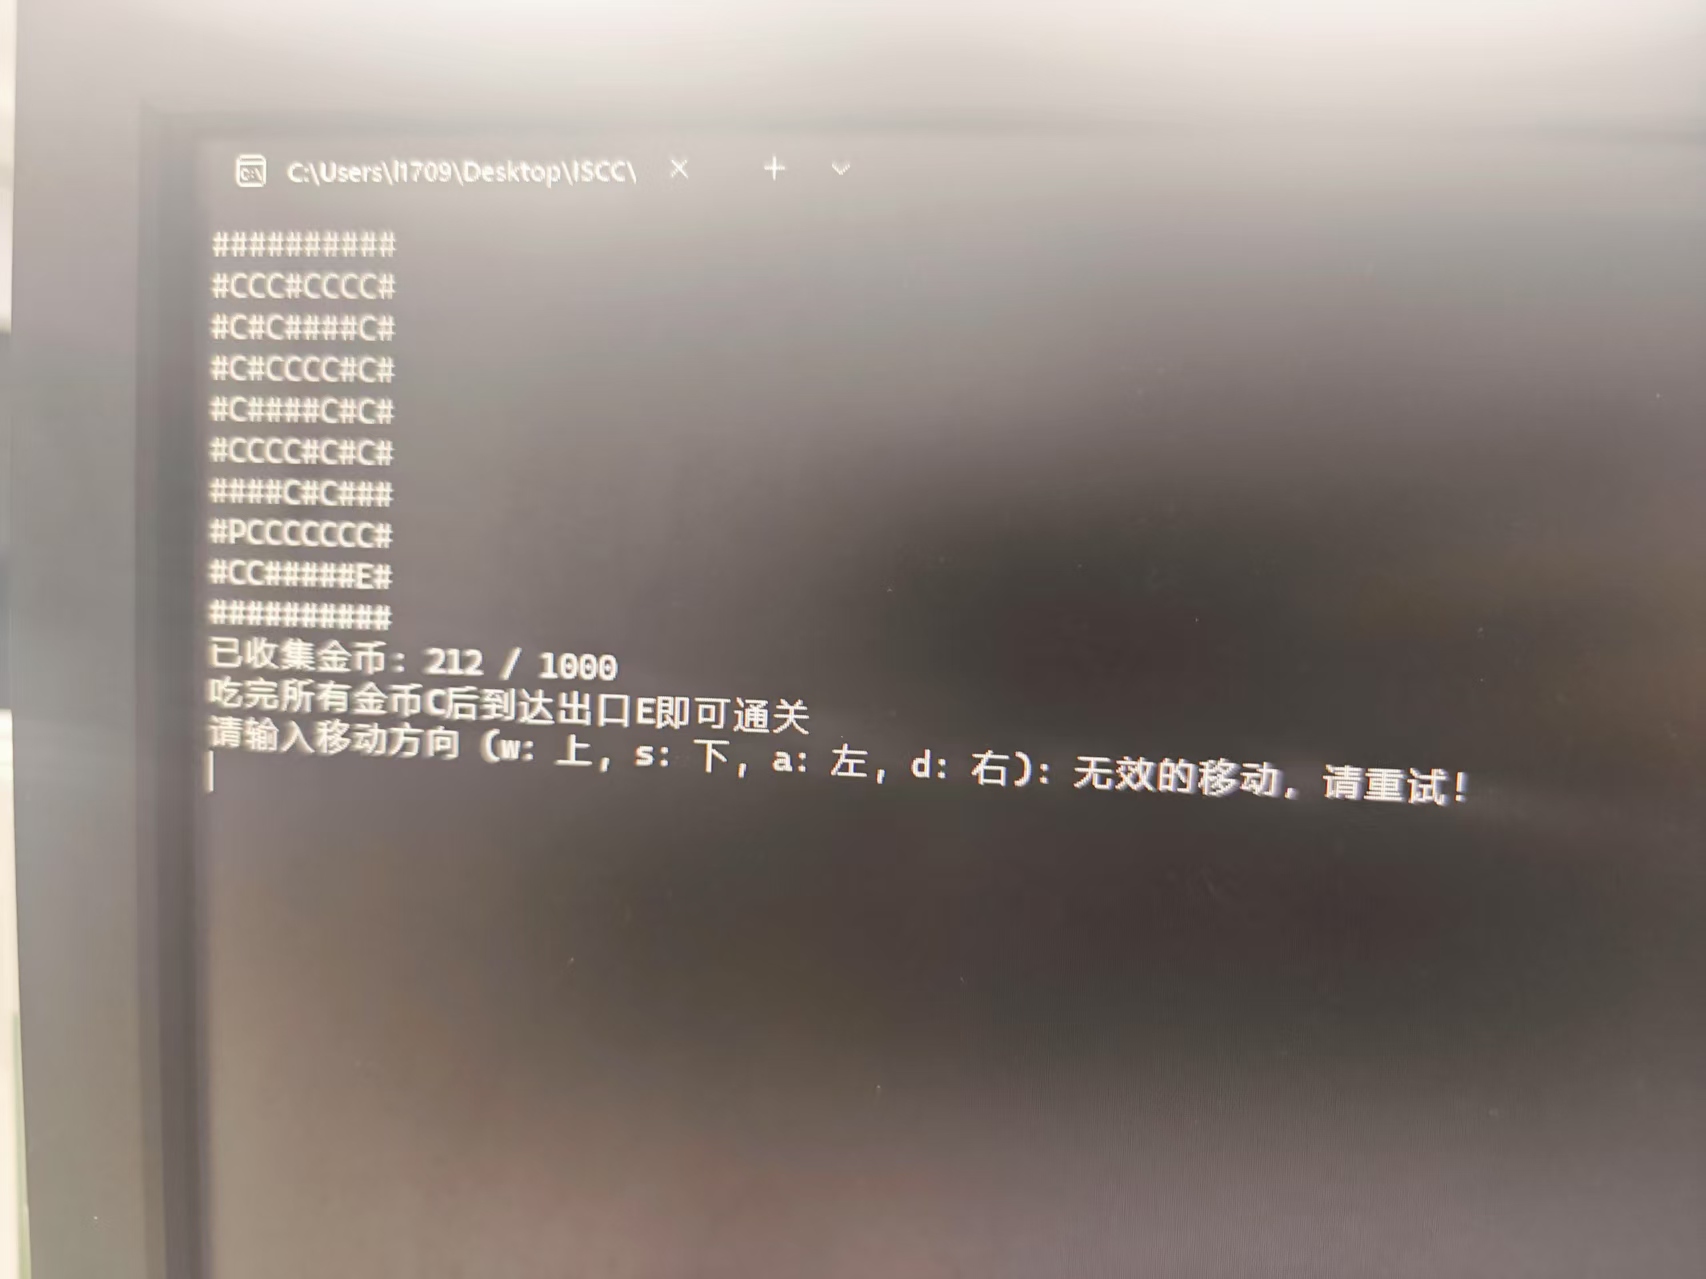 C:\Users\l1709\Desktop\ISCC\
##########
#CCC#CCCC#
#C#C####C#
#C#CCCC#C#
#C####C#C#
#CCCC#C#C#
####C#C###
#PCCCCCCC#
#CC#####E#
##########
已收集金币: 212 / 1000
吃完所有金币C后到达出口E即可通关
请输入移动方向 (w: 上, s: 下, a: 左, d: 右): 无效的移动, 请重试!